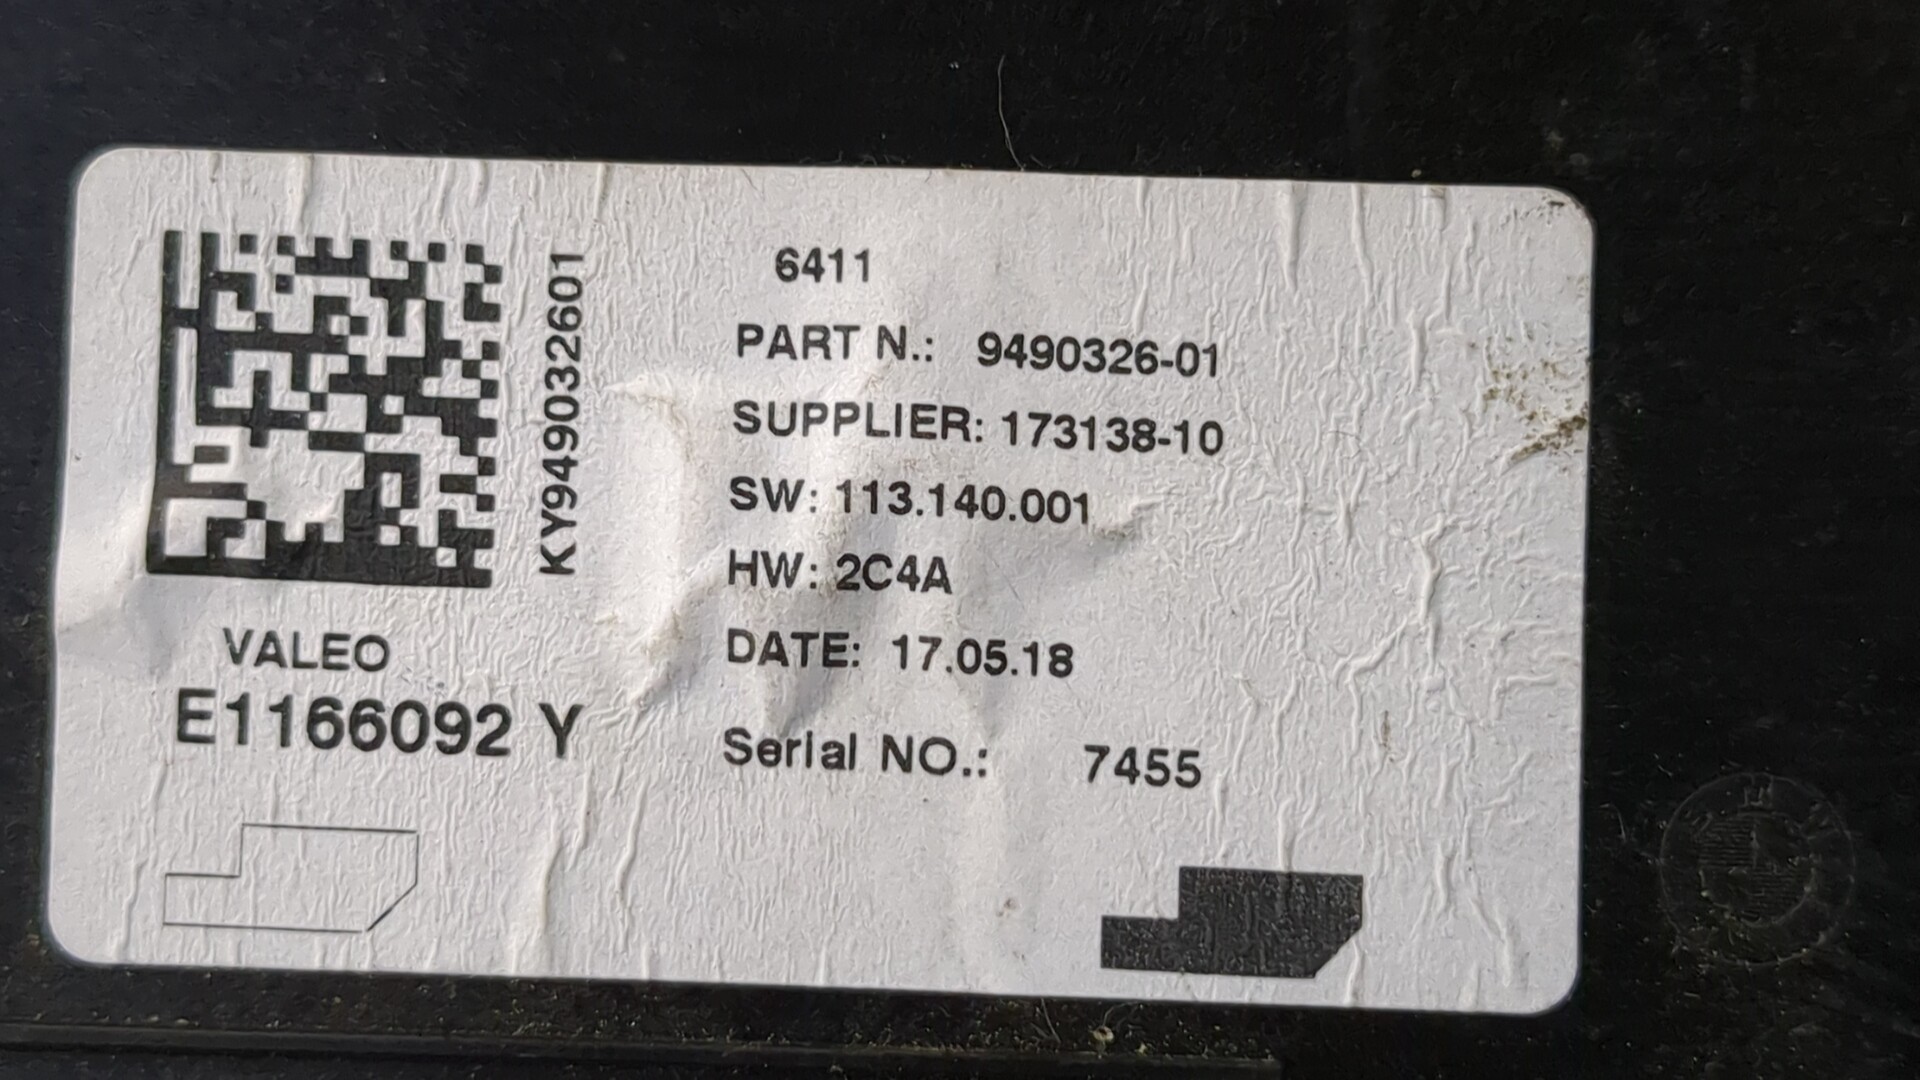 KY949032601
VALEO
E1166092 Y
6411
PART N.: 9490326-01
SUPPLIER: 173138-10
SW: 113.140.001
HW: 2C4A
DATE: 17.05.18
Serial NO.: 7455